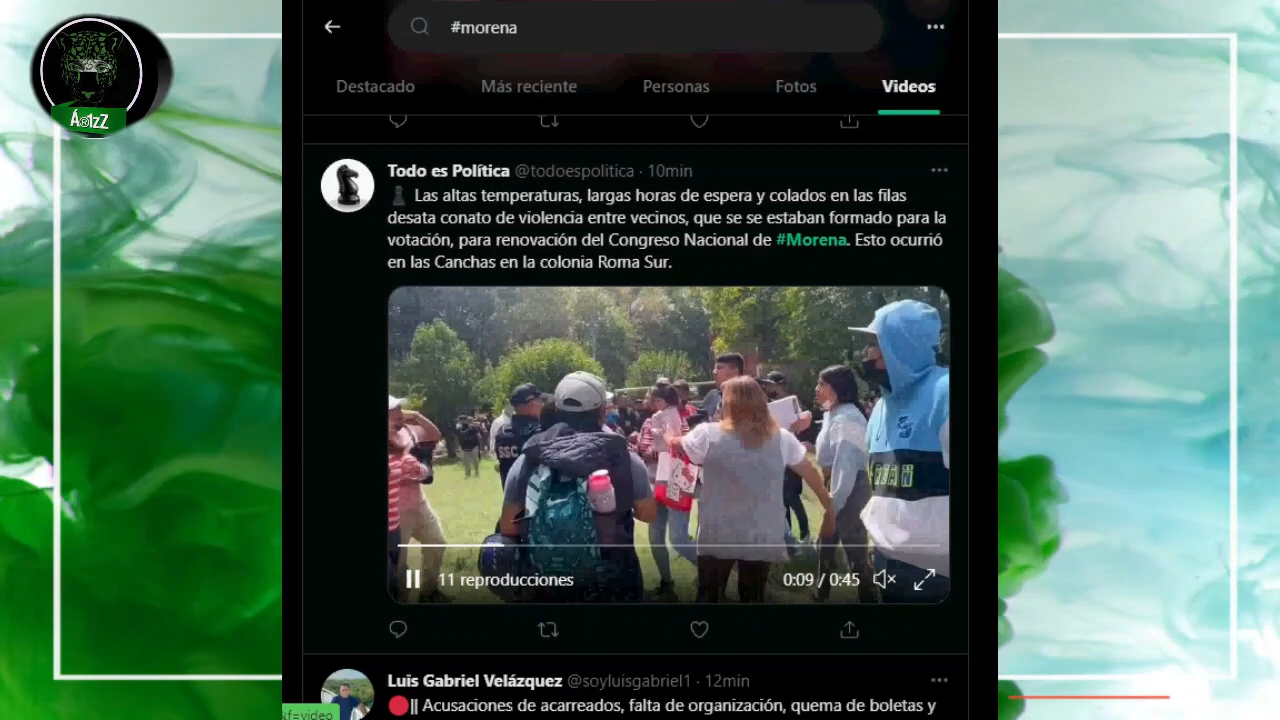 #morena
Destacado Más reciente Personas Fotos Videos
Á®1zZ
Todo es Política @todoespolitica · 10min
Las altas temperaturas, largas horas de espera y colados en las filas
desata conato de violencia entre vecinos, que se se estaban formado para la
votación, para renovación del Congreso Nacional de #Morena. Esto ocurrió
en las Canchas en la colonia Roma Sur.
SSC
11 reproducciones 0:09 / 0:45
Luis Gabriel Velázquez @soyluisgabriel1 · 12min
|| Acusaciones de acarreados, falta de organización, quema de boletas y
&f=video